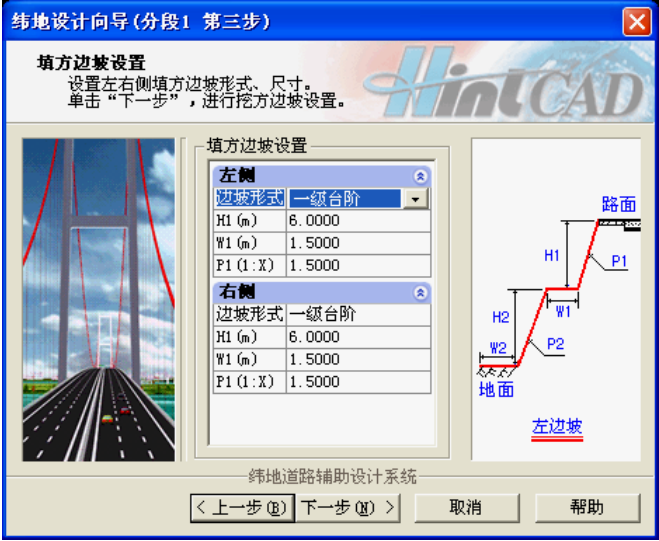 纬地设计向导(分段1 第三步)
填方边坡设置
设置左右侧填方边坡形式、尺寸。
单击“下一步”，进行挖方边坡设置。
HintCAD
填方边坡设置
左侧
边坡形式 一级台阶
H1(m) 6.0000
W1(m) 1.5000
P1(1:X) 1.5000
右侧
边坡形式 一级台阶
H1(m) 6.0000
W1(m) 1.5000
P1(1:X) 1.5000
路面
H1
P1
W1
H2
W2
P2
地面
左边坡
纬地道路辅助设计系统
< 上一步(B)
下一步(N) >
取消
帮助